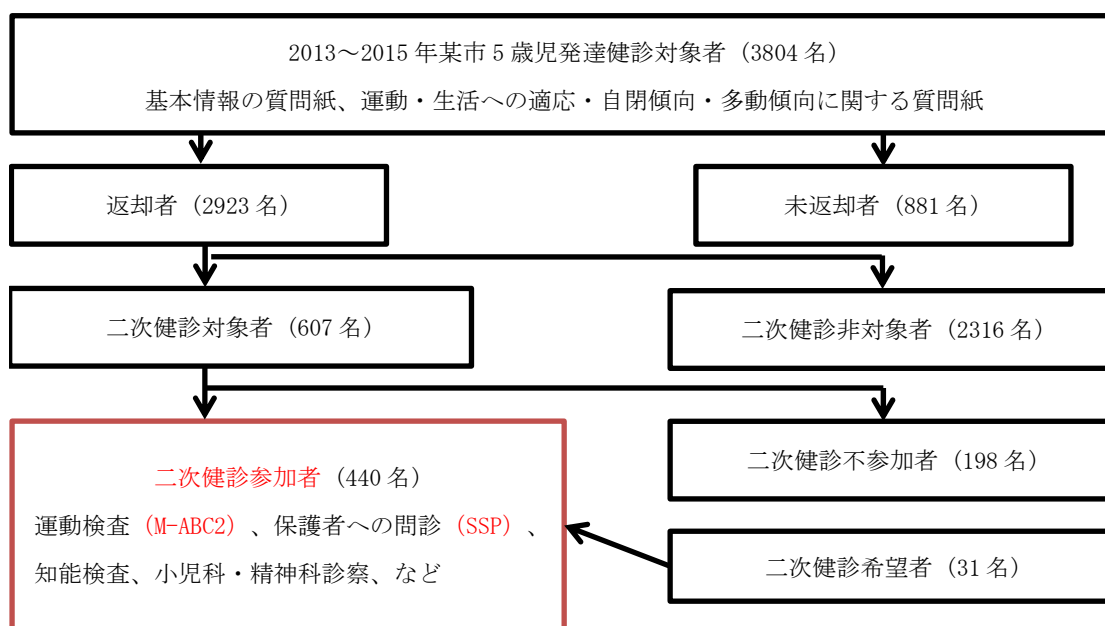 2013～2015 年某市 5 歳児発達健診対象者（3804 名）
基本情報の質問紙、運動・生活への適応・自閉傾向・多動傾向に関する質問紙
返却者（2923 名）
未返却者（881 名）
二次健診対象者（607 名）
二次健診非対象者（2316 名）
二次健診参加者（440 名）
運動検査（M-ABC2）、保護者への問診（SSP）、
知能検査、小児科・精神科診察、など
二次健診不参加者（198 名）
二次健診希望者（31 名）